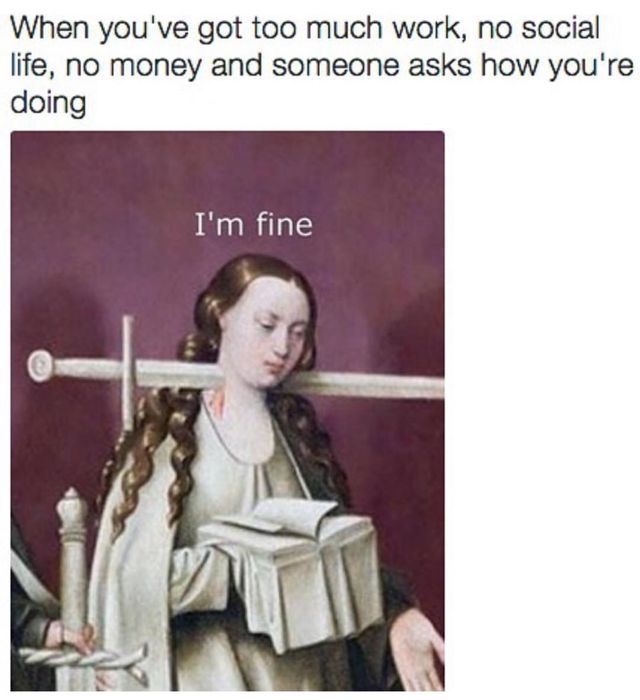 When you've got too much work, no social
life, no money and someone asks how you're
doing
I'm fine